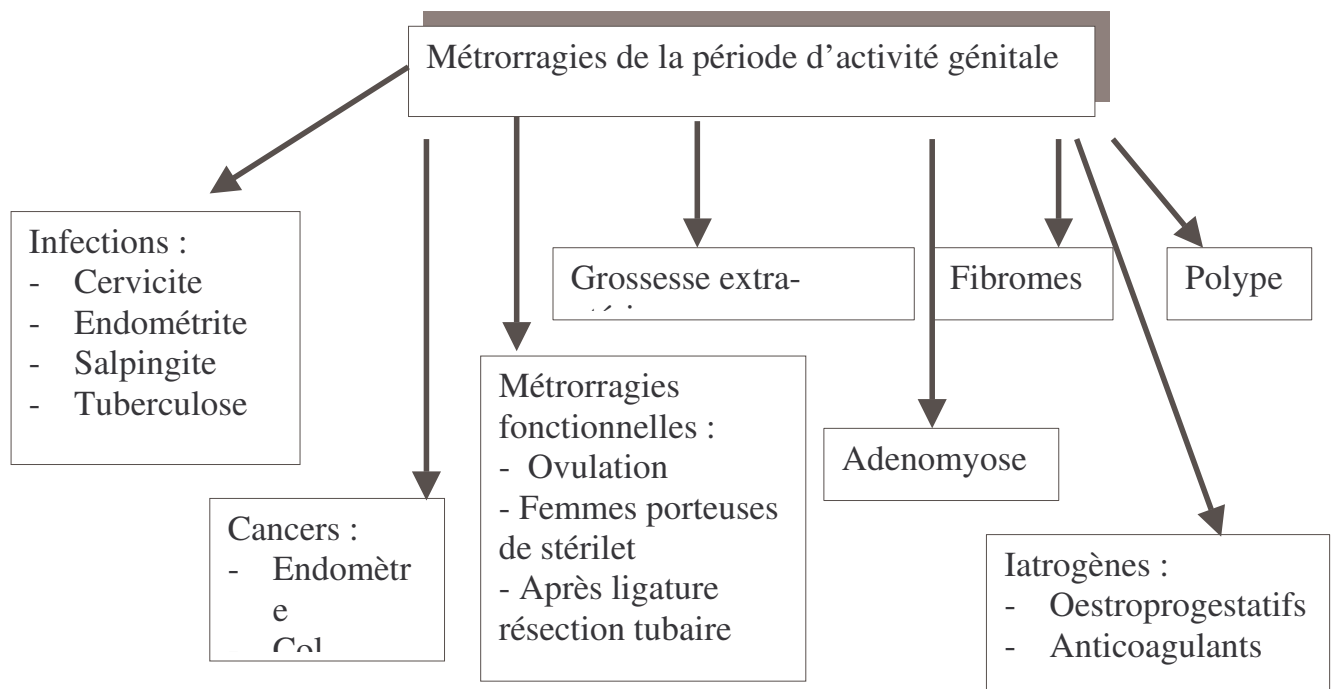 Métrorragies de la période d’activité génitale
Infections :
- Cervicite
- Endométrite
- Salpingite
- Tuberculose
Cancers :
- Endomètr
e
Col
Métrorragies
fonctionnelles :
- Ovulation
- Femmes porteuses
de stérilet
- Après ligature
résection tubaire
Grossesse extra-
Adenomyose
Fibromes
Polype
Iatrogènes :
- Oestroprogestatifs
- Anticoagulants